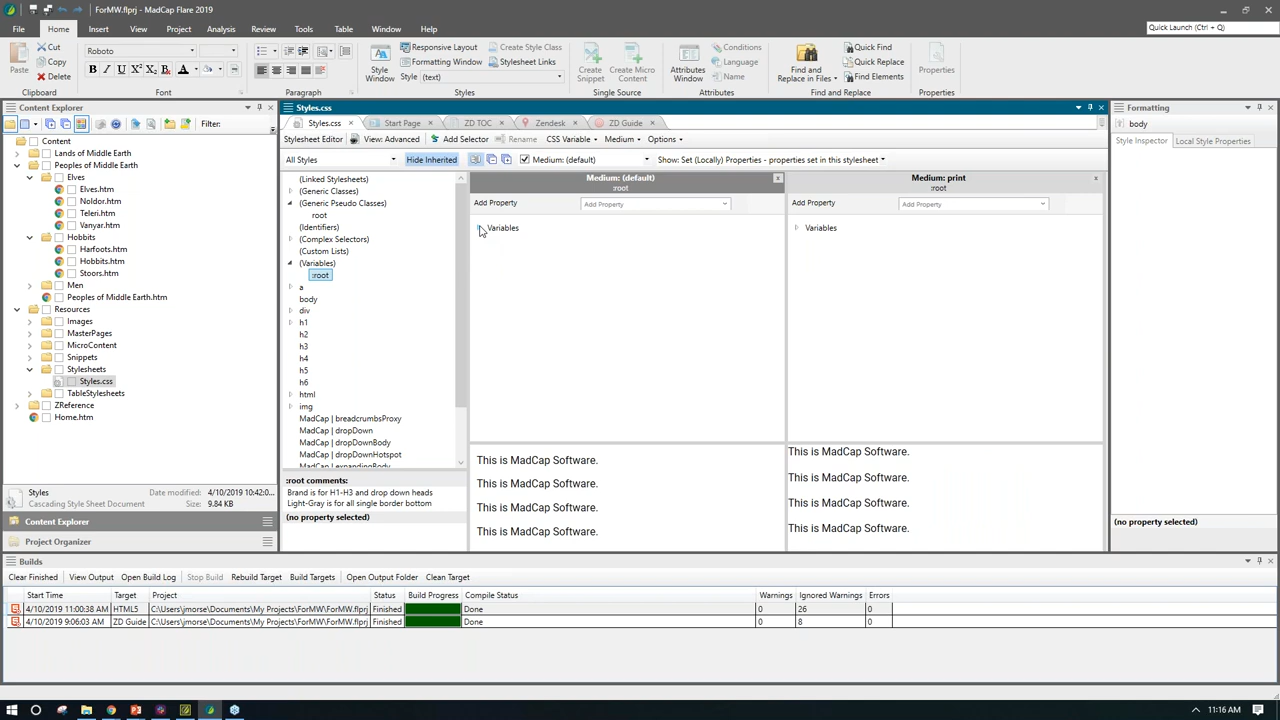 ForMW.flprj - MadCap Flare 2019
File Home Insert View Project Analysis Review Tools Table Window Help
Quick Launch (Ctrl + Q)
Paste
Cut
Copy
Delete
Clipboard
Roboto
B I U
Font
Paragraph
Style Window
Responsive Layout
Formatting Window
Style (text)
Create Style Class
Stylesheet Links
Styles
Create Snippet
Create Micro Content
Single Source
Attributes Window
Conditions
Language
Name
Attributes
Find and Replace in Files
Quick Find
Quick Replace
Find Elements
Find and Replace
Properties
Properties
Content Explorer
Filter:
Content
Lands of Middle Earth
Peoples of Middle Earth
Elves
Elves.htm
Noldor.htm
Teleri.htm
Vanyar.htm
Hobbits
Harfoots.htm
Hobbits.htm
Stoors.htm
Men
Peoples of Middle Earth.htm
Resources
Images
MasterPages
MicroContent
Snippets
Stylesheets
Styles.css
TableStylesheets
ZReference
Home.htm
Styles
Cascading Style Sheet Document
Date modified: 4/10/2019 10:42:0...
Size: 9.84 KB
Content Explorer
Project Organizer
Styles.css
Styles.css Start Page ZD TOC Zendesk ZD Guide
Stylesheet Editor View: Advanced Add Selector Rename CSS Variable Medium Options
All Styles Hide Inherited Medium: (default) Show: Set (Locally) Properties - properties set in this stylesheet
(Linked Stylesheets)
(Generic Classes)
(Generic Pseudo Classes)
root
(Identifiers)
(Complex Selectors)
(Custom Lists)
(Variables)
:root
a
body
div
h1
h2
h3
h4
h5
h6
html
img
MadCap | breadcrumbsProxy
MadCap | dropDown
MadCap | dropDownBody
MadCap | dropDownHotspot
MadCap | expandingBody
:root comments:
Brand is for H1-H3 and drop down heads
Light-Gray is for all single border bottom
(no property selected)
Medium: (default)
:root
Add Property Add Property
Variables
This is MadCap Software.
This is MadCap Software.
This is MadCap Software.
This is MadCap Software.
Medium: print
:root
Add Property Add Property
Variables
This is MadCap Software.
This is MadCap Software.
This is MadCap Software.
This is MadCap Software.
Formatting
body
Style Inspector Local Style Properties
(no property selected)
Builds
Clear Finished View Output Open Build Log Stop Build Rebuild Target Build Targets Open Output Folder Clean Target
Start Time Target Project Status Build Progress Compile Status Warnings Ignored Warnings Errors
4/10/2019 11:00:38 AM HTML5 C:\Users\jmorse\Documents\My Projects\ForMW\ForMW.flprj Finished Done 0 26 0
4/10/2019 9:06:03 AM ZD Guide C:\Users\jmorse\Documents\My Projects\ForMW\ForMW.flprj Finished Done 0 8 0
11:16 AM